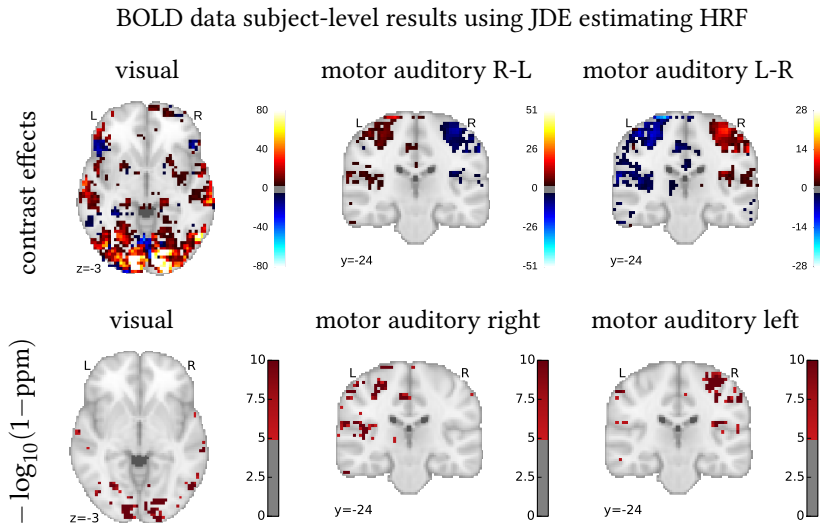 BOLD data subject-level results using JDE estimating HRF
visual
motor auditory R-L
motor auditory L-R
contrast effects
L
R
80
40
0
-40
-80
z=-3
L
R
51
26
0
-26
-51
y=-24
L
R
28
14
0
-14
-28
y=-24
visual
motor auditory right
motor auditory left
− log₁₀(1−ppm)
L
R
10
7.5
5
2.5
0
z=-3
L
R
10
7.5
5
2.5
0
y=-24
L
R
10
7.5
5
2.5
0
y=-24